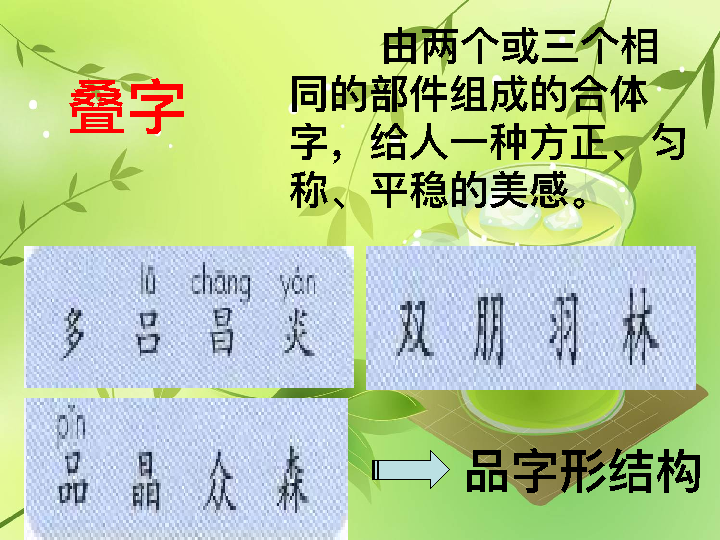 叠字
由两个或三个相
同的部件组成的合体
字，给人一种方正、匀
称、平稳的美感。
lǚ chāng yán
多 吕 昌 炎
双 朋 羽 林
pǐn
品 晶 众 森
品字形结构